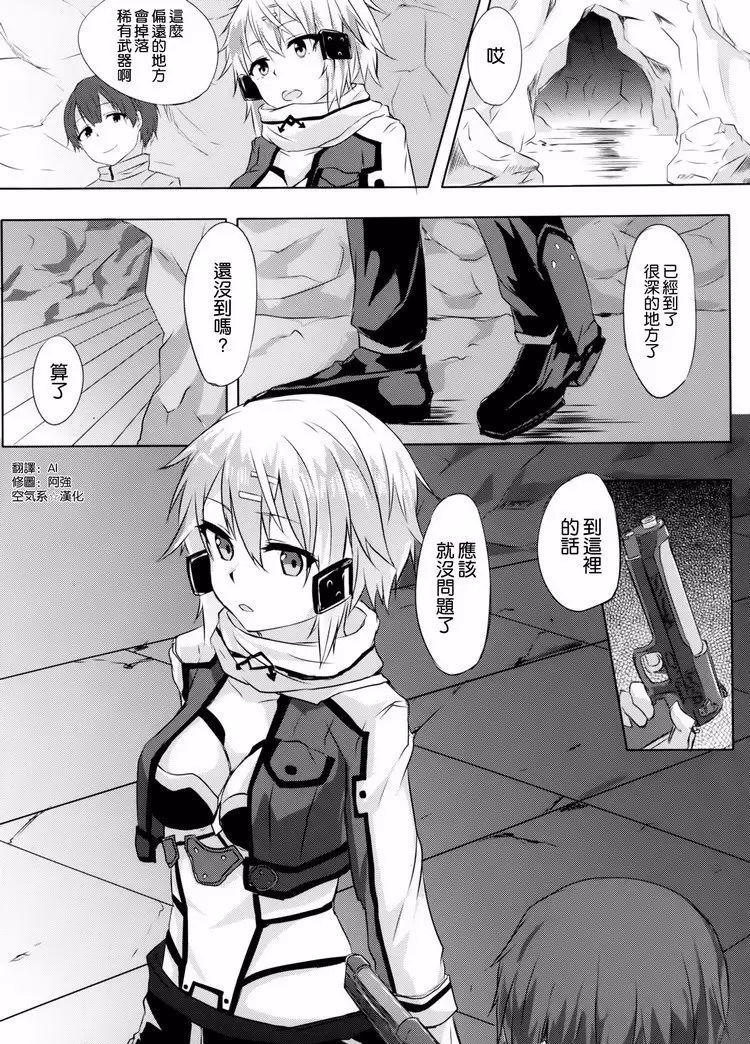 哎
這麼
偏遠的地方
會掉落
稀有武器啊
已經到了
很深的地方了
還沒到嗎？
算了
到這裡
的話
應該
就沒問題了
翻譯：AI
修圖：阿強
空気系☆漢化